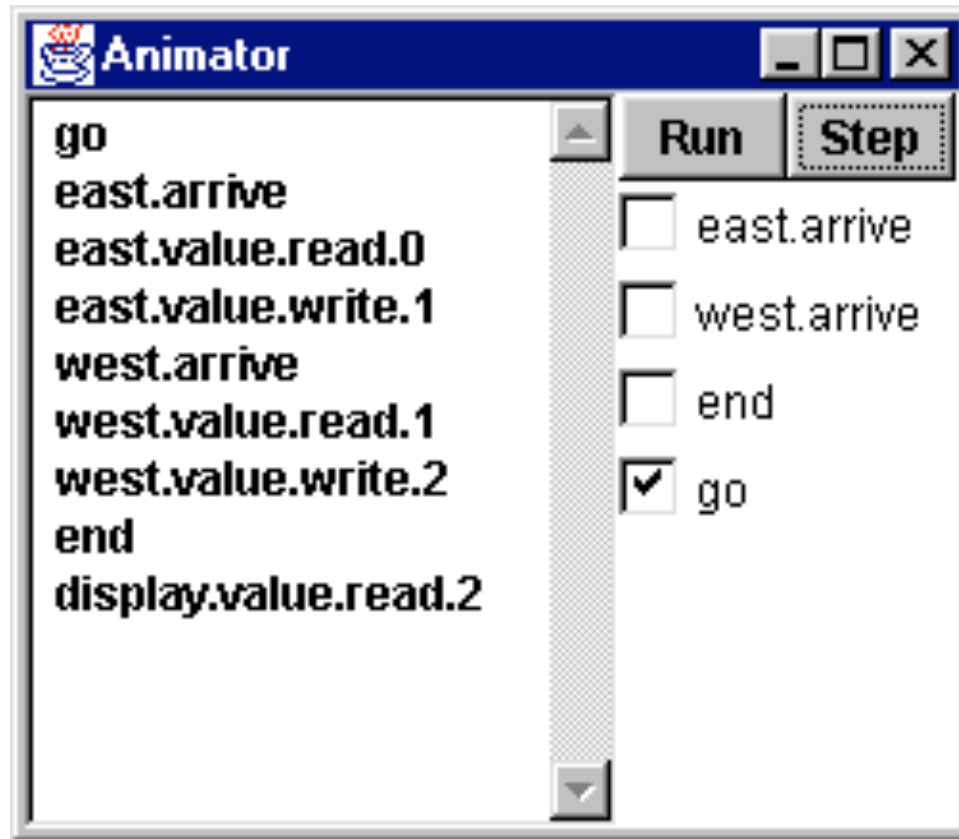 Animator
go
east.arrive
east.value.read.0
east.value.write.1
west.arrive
west.value.read.1
west.value.write.2
end
display.value.read.2
Run Step
east.arrive
west.arrive
end
go